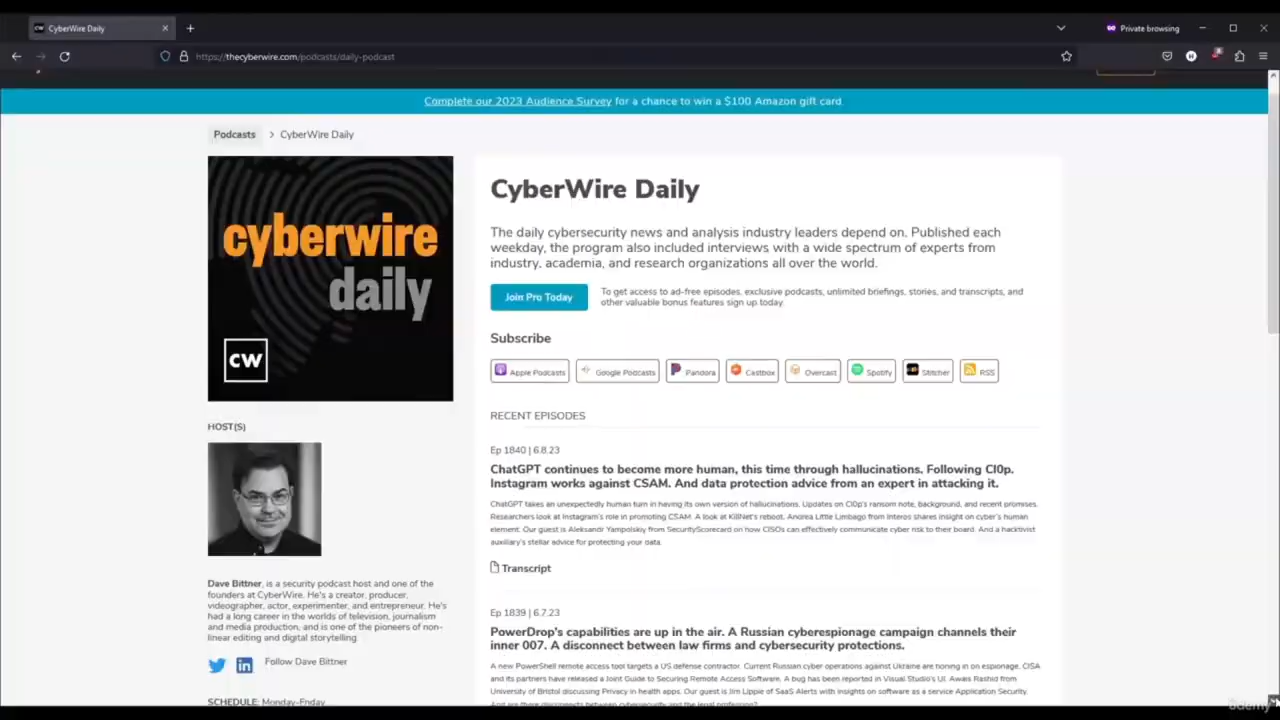 CW CyberWire Daily
Private browsing
https://thecyberwire.com/podcasts/daily-podcast
Complete our 2023 Audience Survey for a chance to win a $100 Amazon gift card.
Podcasts > CyberWire Daily
cyberwire
daily
CW
HOST(S)
Dave Bittner, is a security podcast host and one of the
founders at CyberWire. He's a creator, producer,
videographer, actor, experimenter, and entrepreneur. He's
had a long career in the worlds of television, journalism
and media production, and is one of the pioneers of non-
linear editing and digital storytelling.
Follow Dave Bittner
SCHEDULE: Monday-Friday
CyberWire Daily
The daily cybersecurity news and analysis industry leaders depend on. Published each
weekday, the program also included interviews with a wide spectrum of experts from
industry, academia, and research organizations all over the world.
Join Pro Today
To get access to ad-free episodes, exclusive podcasts, unlimited briefings, stories, and transcripts, and
other valuable bonus features sign up today.
Subscribe
Apple Podcasts Google Podcasts Pandora Castbox Overcast Spotify Stitcher RSS
RECENT EPISODES
Ep 1840 | 6.8.23
ChatGPT continues to become more human, this time through hallucinations. Following Cl0p.
Instagram works against CSAM. And data protection advice from an expert in attacking it.
ChatGPT takes an unexpectedly human turn in having its own version of hallucinations. Updates on Cl0p's ransom note, background, and recent promises.
Researchers look at Instagram's role in promoting CSAM. A look at KillNet's reboot. Andrea Little Limbago from Interos shares insight on cyber's human
element. Our guest is Aleksandr Yampolskiy from SecurityScorecard on how CISOs can effectively communicate cyber risk to their board. And a hacktivist
auxiliary's stellar advice for protecting your data.
Transcript
Ep 1839 | 6.7.23
PowerDrop's capabilities are up in the air. A Russian cyberespionage campaign channels their
inner 007. A disconnect between law firms and cybersecurity protections.
A new PowerShell remote access tool targets a US defense contractor. Current Russian cyber operations against Ukraine are honing in on espionage. CISA
and its partners have released a Joint Guide to Securing Remote Access Software. A bug has been reported in Visual Studio's UI. Awais Rashid from
University of Bristol discussing Privacy in health apps. Our guest is Jim Lippie of SaaS Alerts with insights on software as a service Application Security.
And are there disconnects between cybersecurity and the legal profession?
Udemy